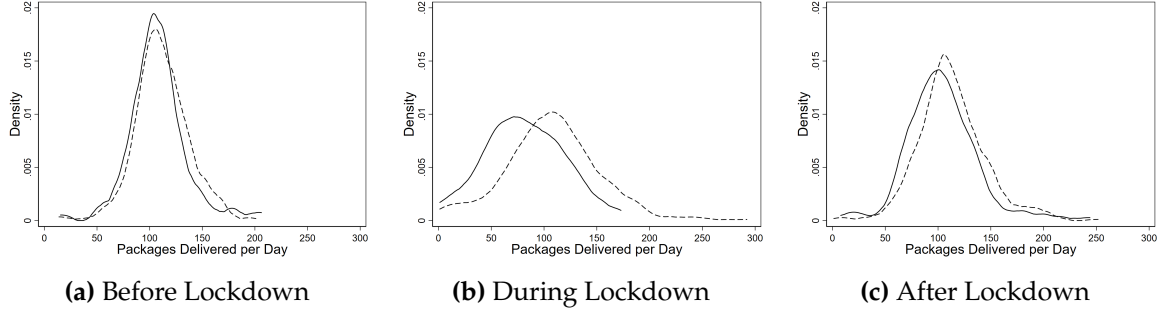 .02
.015
Density
.01
.005
0
0 50 100 150 200 250 300
Packages Delivered per Day
(a) Before Lockdown
.02
.015
Density
.01
.005
0
0 50 100 150 200 250 300
Packages Delivered per Day
(b) During Lockdown
.02
.015
Density
.01
.005
0
0 50 100 150 200 250 300
Packages Delivered per Day
(c) After Lockdown